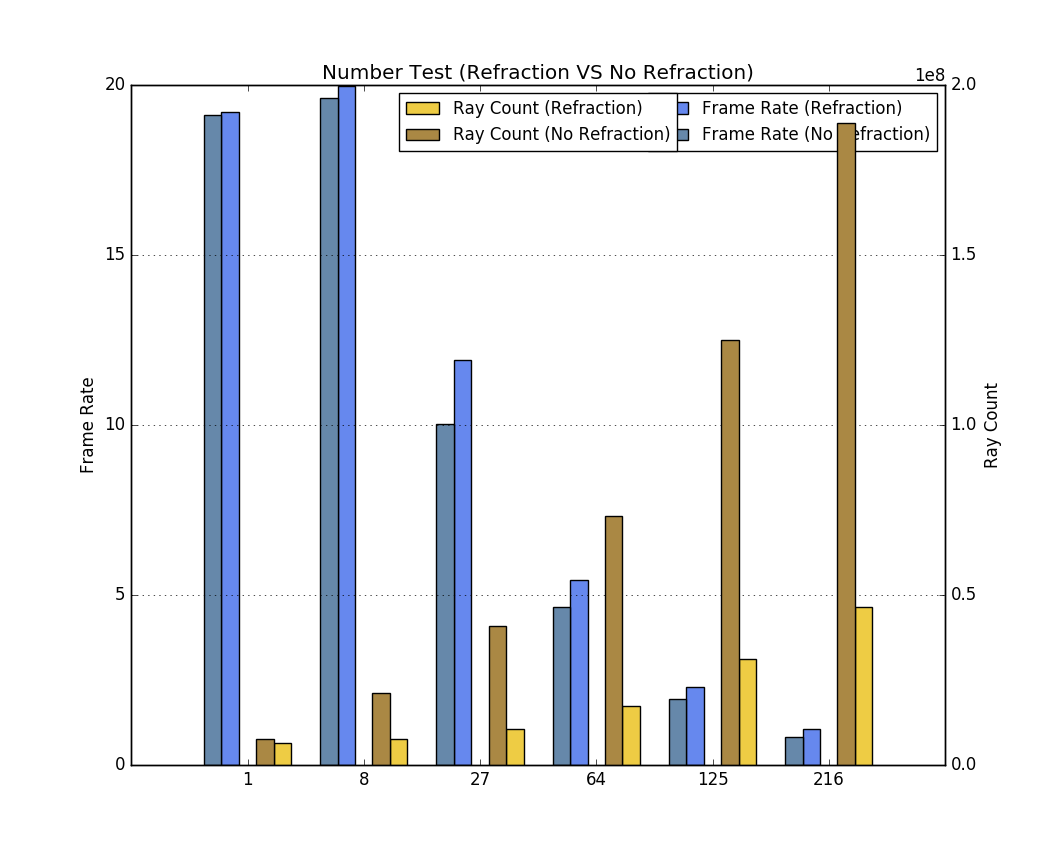 Number Test (Refraction VS No Refraction)
1e8
Ray Count (Refraction)
Ray Count (No Refraction)
Frame Rate (Refraction)
Frame Rate (No Refraction)
20
15
10
5
0
Frame Rate
2.0
1.5
1.0
0.5
0.0
Ray Count
1 8 27 64 125 216